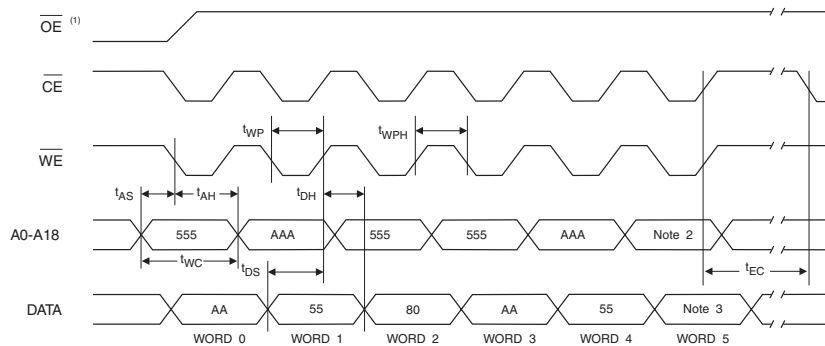 OE (1)
CE
tWP
tWPH
WE
tAS
tAH
tDH
A0-A18
555
AAA
555
555
AAA
Note 2
tWC
tDS
tEC
DATA
AA
55
80
AA
55
Note 3
WORD 0
WORD 1
WORD 2
WORD 3
WORD 4
WORD 5